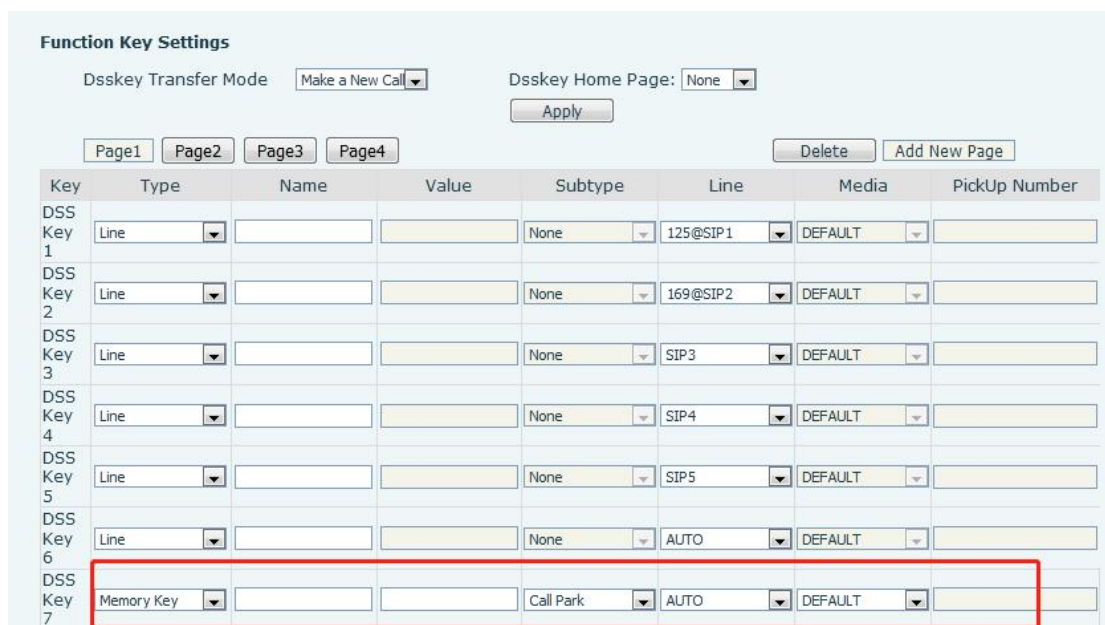 Function Key Settings
Dsskey Transfer Mode Make a New Call Dsskey Home Page: None
Apply
Page1 Page2 Page3 Page4 Delete Add New Page
Key Type Name Value Subtype Line Media PickUp Number
DSS Key 1 Line None 125@SIP1 DEFAULT
DSS Key 2 Line None 169@SIP2 DEFAULT
DSS Key 3 Line None SIP3 DEFAULT
DSS Key 4 Line None SIP4 DEFAULT
DSS Key 5 Line None SIP5 DEFAULT
DSS Key 6 Line None AUTO DEFAULT
DSS Key 7 Memory Key Call Park AUTO DEFAULT